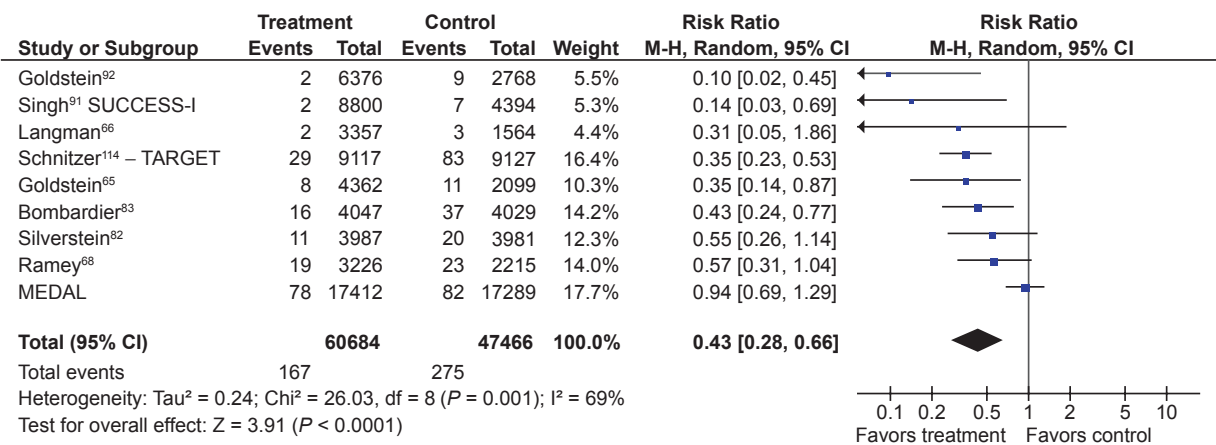 Treatment Control Risk Ratio Risk Ratio
Study or Subgroup Events Total Events Total Weight M-H, Random, 95% CI M-H, Random, 95% CI
Goldstein⁹² 2 6376 9 2768 5.5% 0.10 [0.02, 0.45]
Singh⁹¹ SUCCESS-I 2 8800 7 4394 5.3% 0.14 [0.03, 0.69]
Langman⁶⁶ 2 3357 3 1564 4.4% 0.31 [0.05, 1.86]
Schnitzer¹¹⁴ – TARGET 29 9117 83 9127 16.4% 0.35 [0.23, 0.53]
Goldstein⁶⁵ 8 4362 11 2099 10.3% 0.35 [0.14, 0.87]
Bombardier⁸³ 16 4047 37 4029 14.2% 0.43 [0.24, 0.77]
Silverstein⁸² 11 3987 20 3981 12.3% 0.55 [0.26, 1.14]
Ramey⁶⁸ 19 3226 23 2215 14.0% 0.57 [0.31, 1.04]
MEDAL 78 17412 82 17289 17.7% 0.94 [0.69, 1.29]
Total (95% CI) 60684 47466 100.0% 0.43 [0.28, 0.66]
Total events 167 275
Heterogeneity: Tau² = 0.24; Chi² = 26.03, df = 8 (P = 0.001); I² = 69%
Test for overall effect: Z = 3.91 (P < 0.0001)
0.1 0.2 0.5 1 2 5 10
Favors treatment Favors control